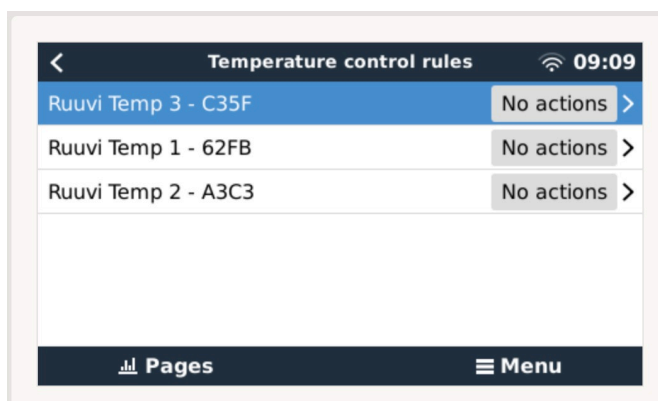 Temperature control rules 09:09
Ruuvi Temp 3 - C35F No actions
Ruuvi Temp 1 - 62FB No actions
Ruuvi Temp 2 - A3C3 No actions
Pages Menu